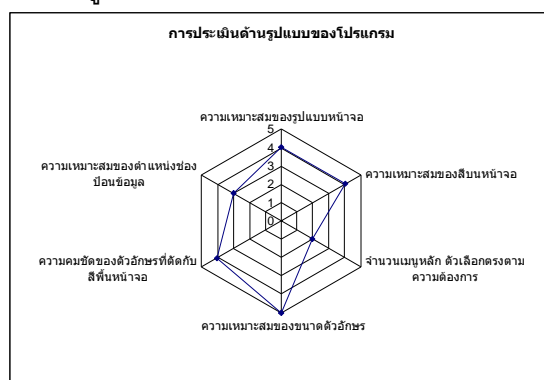 การประเมินด้านรูปแบบของโปรแกรม
ความเหมาะสมของรูปแบบหน้าจอ
5
4
3
2
1
0
ความเหมาะสมของสีบนหน้าจอ
จำนวนเมนูหลัก ตัวเลือกตรงตาม
ความต้องการ
ความเหมาะสมของขนาดตัวอักษร
ความคมชัดของตัวอักษรที่ตัดกับ
สีพื้นหน้าจอ
ความเหมาะสมของตำแหน่งช่อง
ป้อนข้อมูล